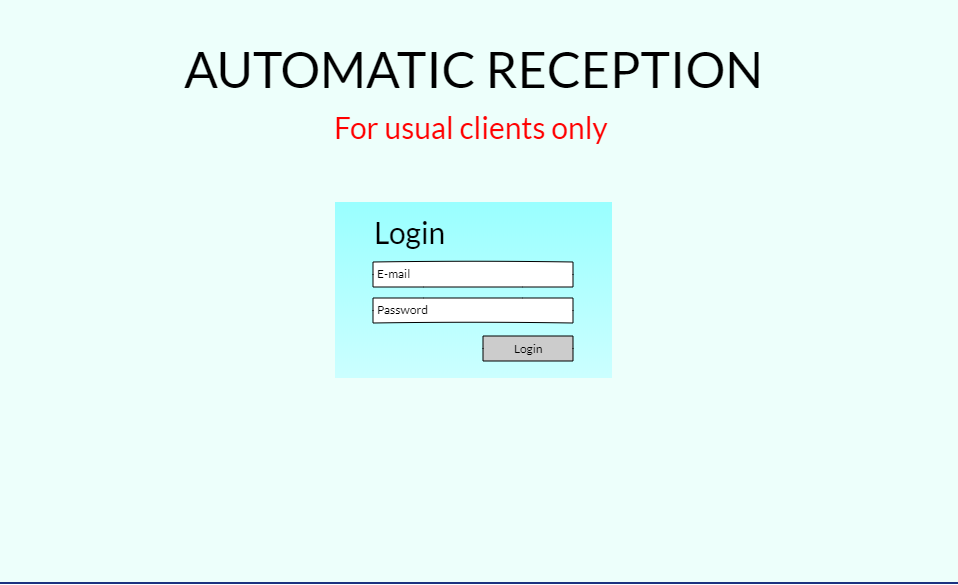 AUTOMATIC RECEPTION
For usual clients only
Login
E-mail
Password
Login